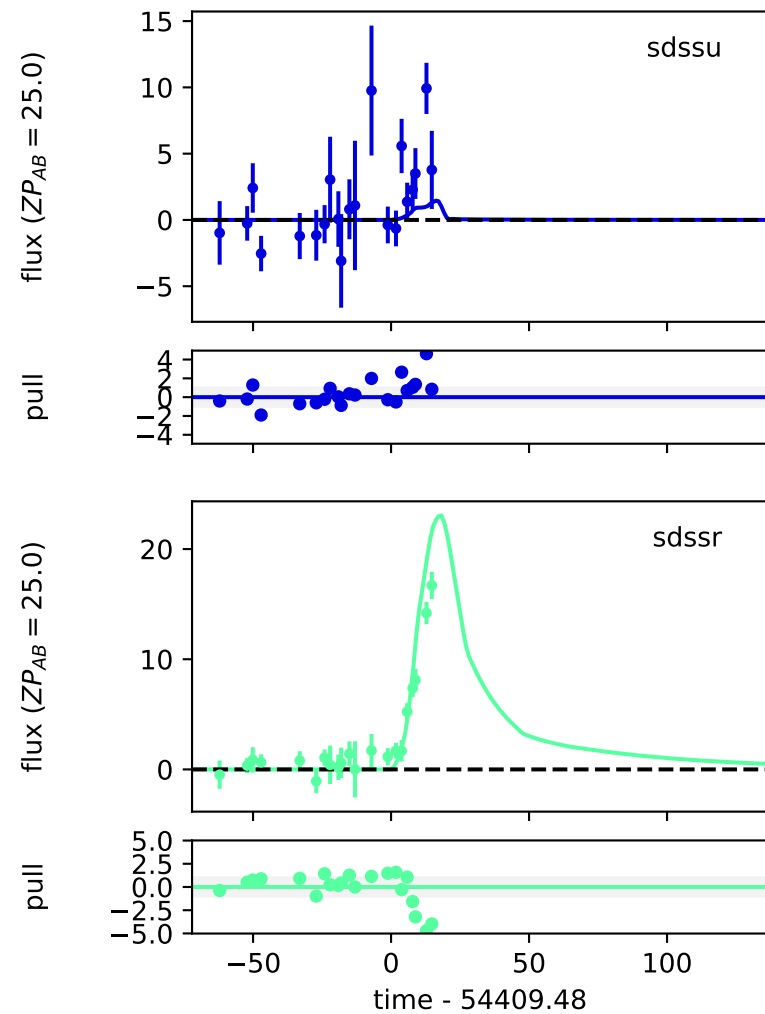 sdssu
flux (ZP_AB = 25.0)
15
10
5
0
−5
pull
4
2
0
−2
−4
sdssr
flux (ZP_AB = 25.0)
20
10
0
pull
5.0
2.5
0.0
−2.5
−5.0
−50 0 50 100
time - 54409.48